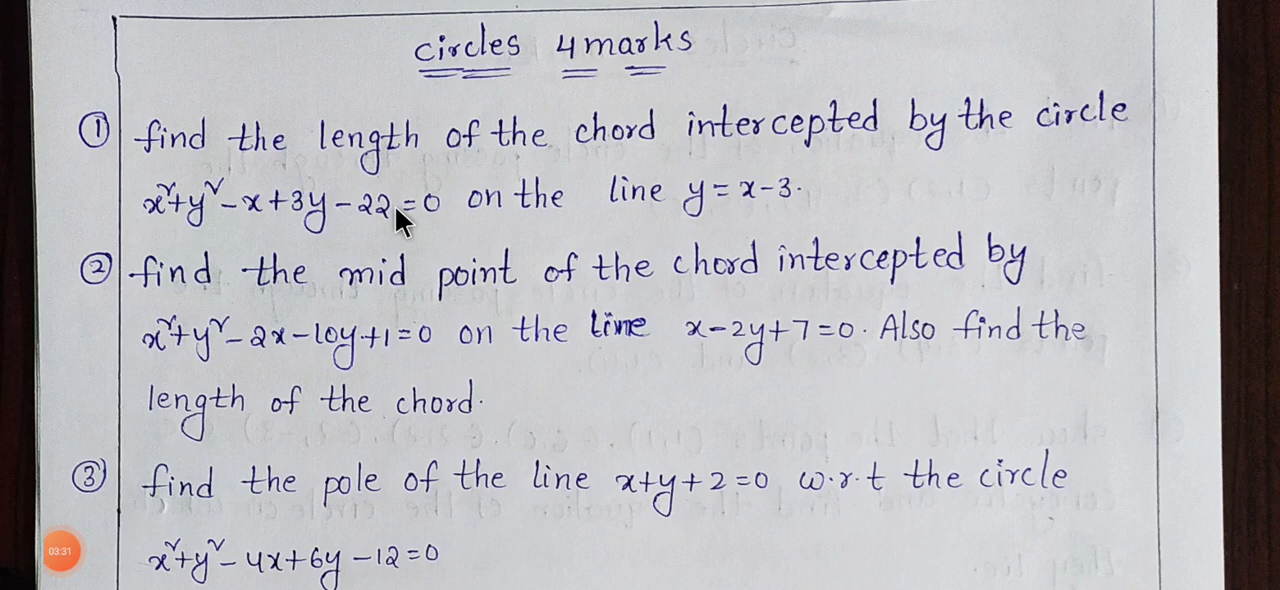 circles 4marks
① find the length of the chord intercepted by the circle
x²+y²-x+3y-22=0 on the line y=x-3.
② find the mid point of the chord intercepted by
x²+y²-2x-10y+1=0 on the line x-2y+7=0. Also find the
length of the chord.
③ find the pole of the line x+y+2=0 w.r.t the circle
x²+y²-4x+6y-12=0
03:31